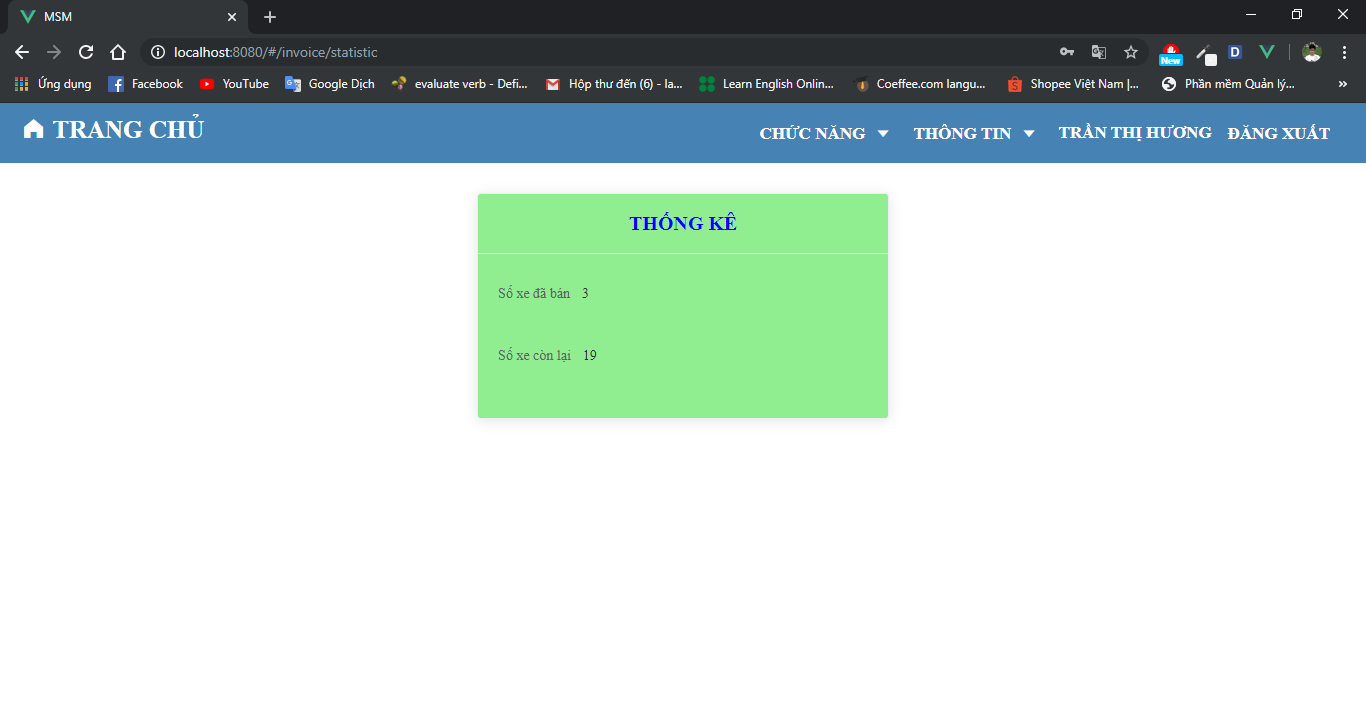 MSM
localhost:8080/#/invoice/statistic
New
D
Ứng dụng
Facebook
YouTube
Google Dịch
evaluate verb - Defi...
Hộp thư đến (6) - la...
Learn English Onlin...
Coeffee.com langu...
Shopee Việt Nam |...
Phần mềm Quản lý...
»
TRANG CHỦ
CHỨC NĂNG
THÔNG TIN
TRẦN THỊ HƯƠNG
ĐĂNG XUẤT
THỐNG KÊ
Số xe đã bán 3
Số xe còn lại 19